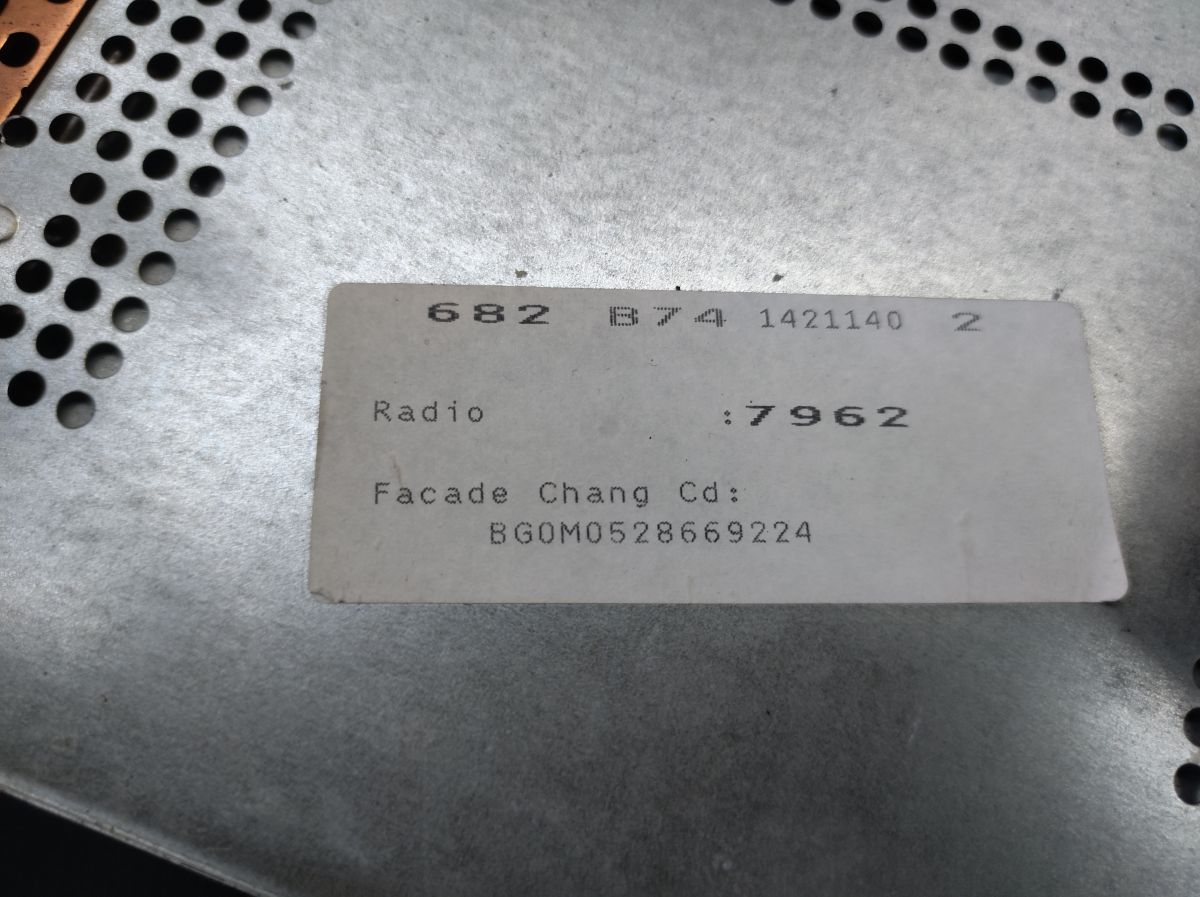 682 B74 1421140 2
Radio :7962
Facade Chang Cd:
BG0M0528669224